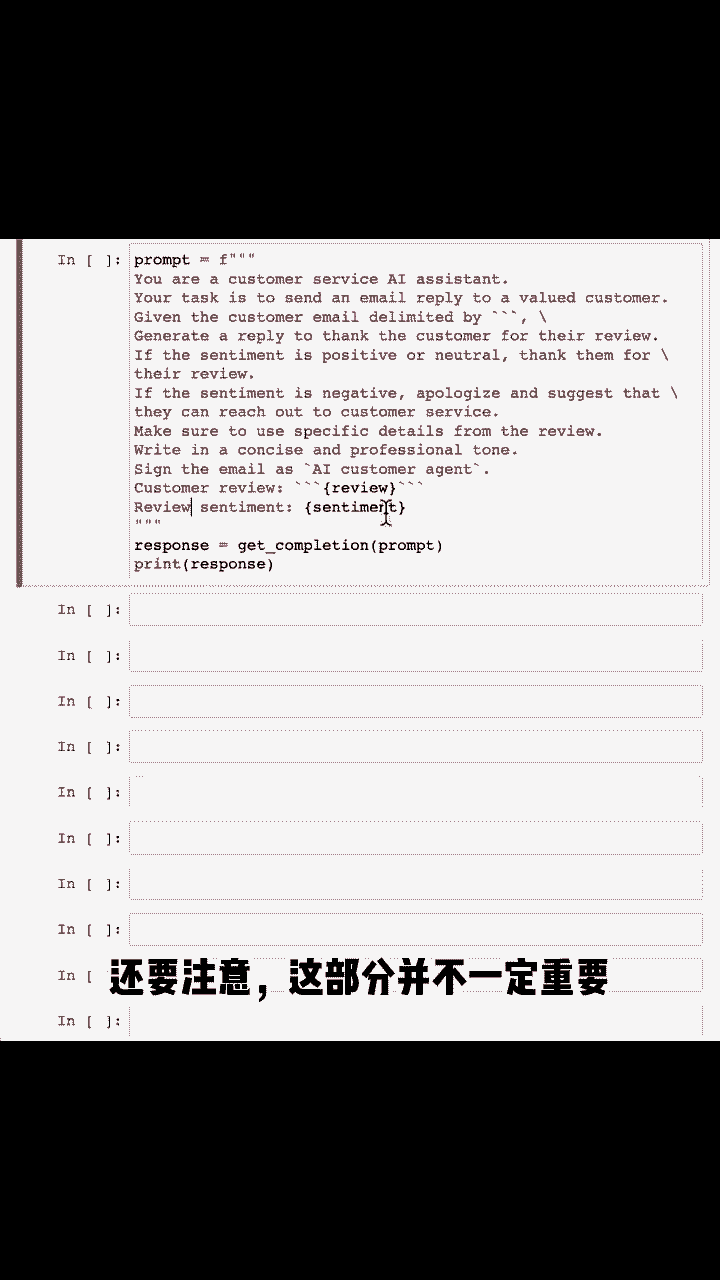 In [ ]: prompt = f"""
You are a customer service AI assistant.
Your task is to send an email reply to a valued customer.
Given the customer email delimited by ```, \
Generate a reply to thank the customer for their review.
If the sentiment is positive or neutral, thank them for \
their review.
If the sentiment is negative, apologize and suggest that \
they can reach out to customer service.
Make sure to use specific details from the review.
Write in a concise and professional tone.
Sign the email as `AI customer agent`.
Customer review: ```{review}```
Review sentiment: {sentiment}
"""
response = get_completion(prompt)
print(response)
In [ ]:
In [ ]:
In [ ]:
In [ ]:
In [ ]:
In [ ]:
In [ ]:
In [ ]:
In [
还要注意，这部分并不一定重要
In [ ]: